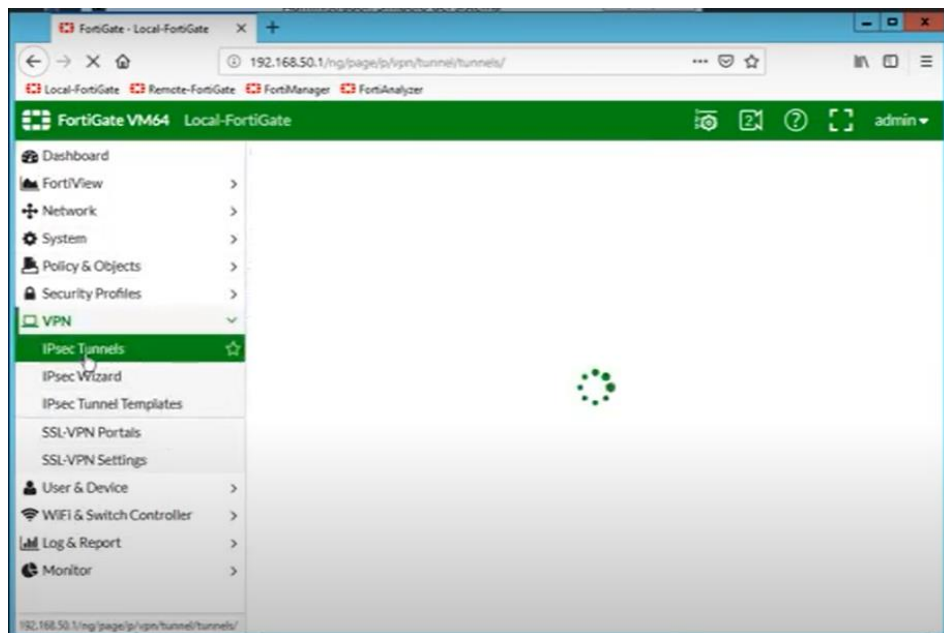 FortiGate - Local-FortiGate
192.168.50.1/ng/page/p/vpn/tunnel/tunnels/
Local-FortiGate Remote-FortiGate FortiManager FortiAnalyzer
FortiGate VM64 Local-FortiGate 2 ? admin
Dashboard
FortiView
Network
System
Policy & Objects
Security Profiles
VPN
IPsec Tunnels
IPsec Wizard
IPsec Tunnel Templates
SSL-VPN Portals
SSL-VPN Settings
User & Device
WiFi & Switch Controller
Log & Report
Monitor
192.168.50.1/ng/page/p/vpn/tunnel/tunnels/